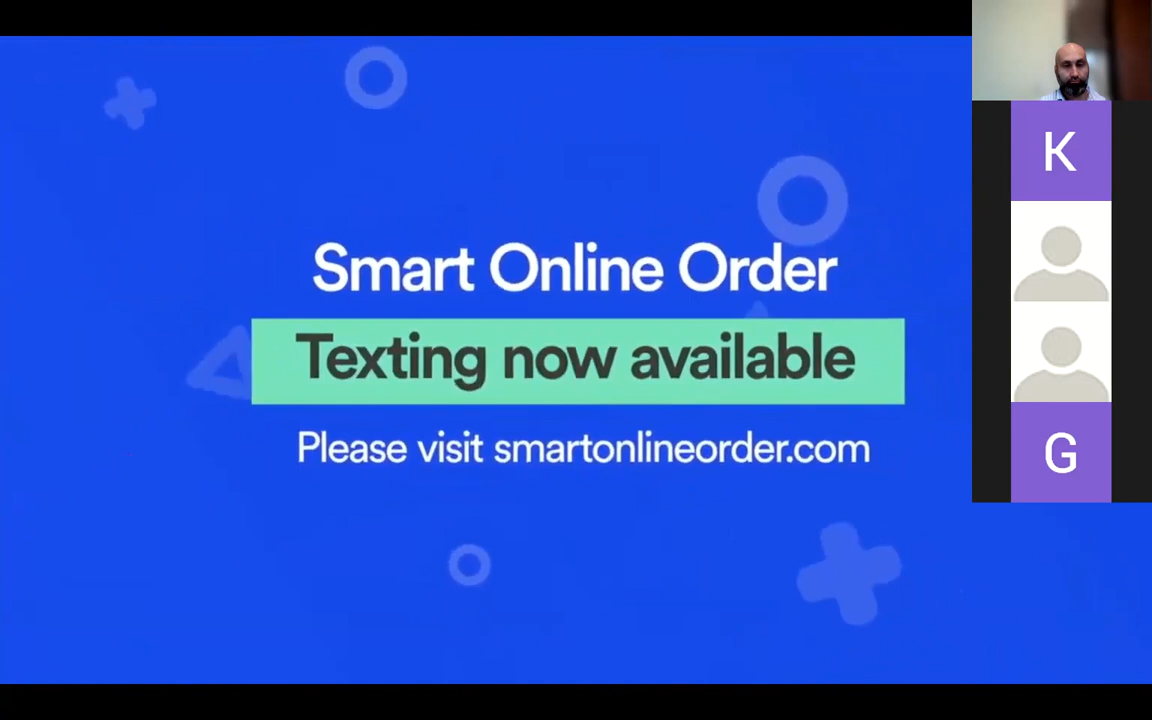 Smart Online Order
Texting now available
Please visit smartonlineorder.com
K
G